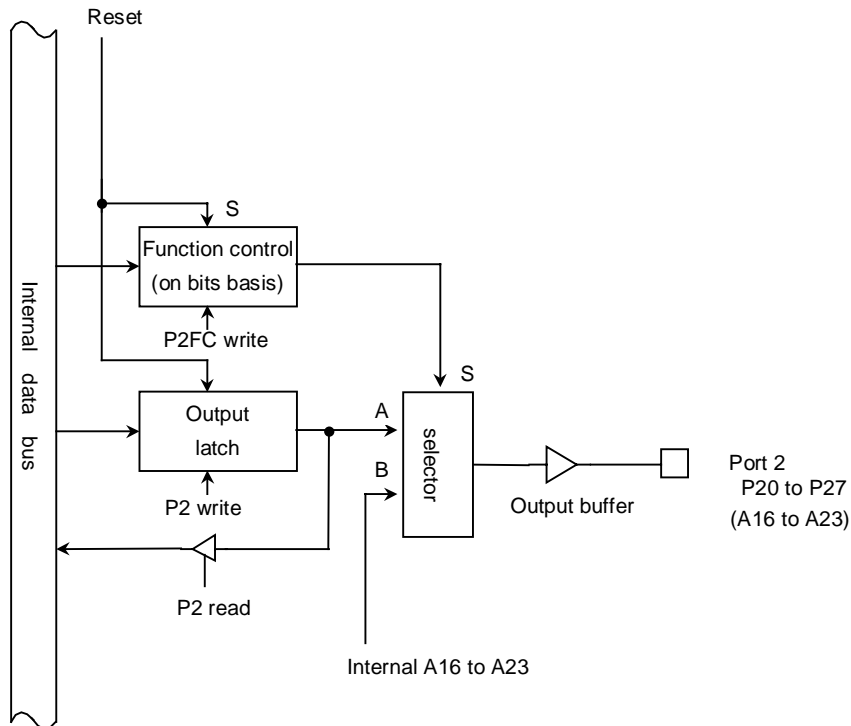 Reset
S
Function control
(on bits basis)
P2FC write
Internal data bus
S
Output
latch
A
B
selector
P2 write
Output buffer
Port 2
P20 to P27
(A16 to A23)
P2 read
Internal A16 to A23